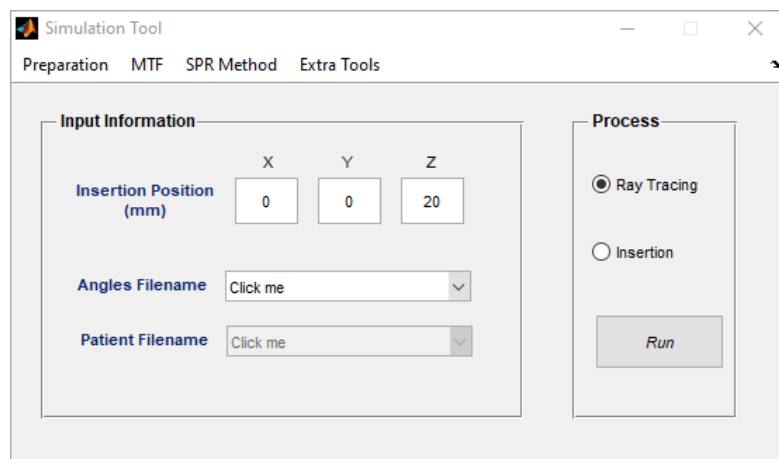 Simulation Tool
Preparation MTF SPR Method Extra Tools
Input Information
X Y Z
Insertion Position
(mm)
0 0 20
Angles Filename Click me
Patient Filename Click me
Process
Ray Tracing
Insertion
Run